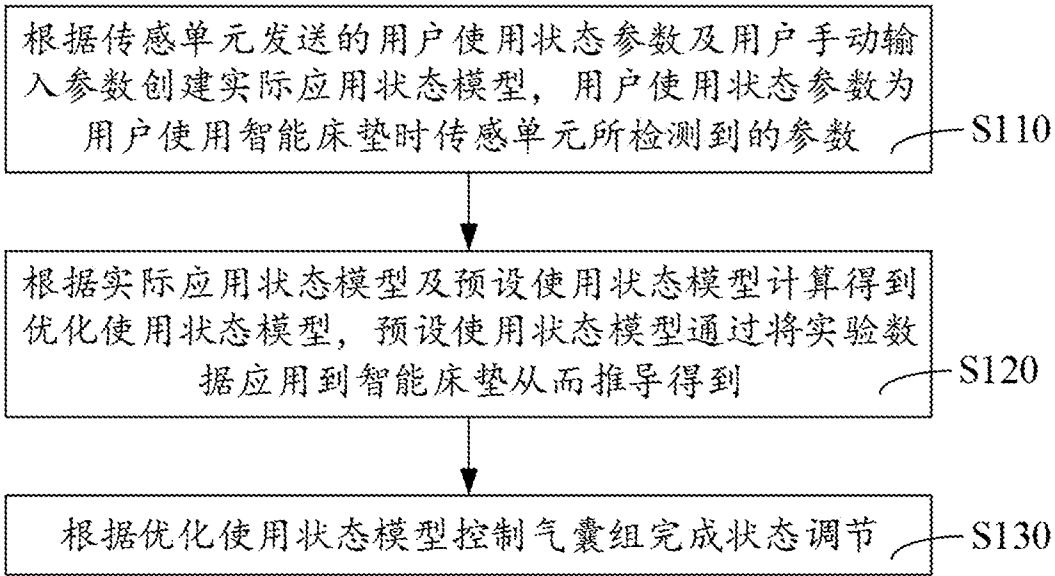 根据传感单元发送的用户使用状态参数及用户手动输
入参数创建实际应用状态模型，用户使用状态参数为
用户使用智能床垫时传感单元所检测到的参数
S110
根据实际应用状态模型及预设使用状态模型计算得到
优化使用状态模型，预设使用状态模型通过将实验数
据应用到智能床垫从而推导得到
S120
根据优化使用状态模型控制气囊组完成状态调节
S130